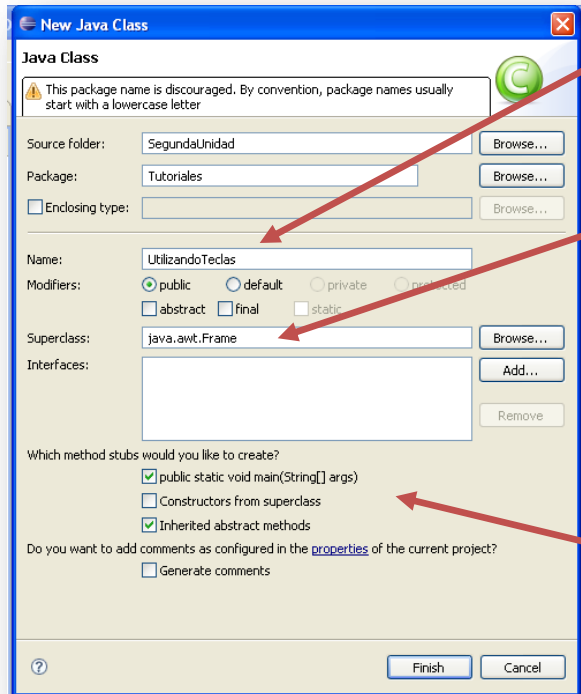 New Java Class
Java Class
This package name is discouraged. By convention, package names usually
start with a lowercase letter
C
Source folder: SegundaUnidad Browse...
Package: Tutoriales Browse...
Enclosing type: Browse...
Name: UtilizandoTeclas
Modifiers: public default private protected
abstract final static
Superclass: java.awt.Frame Browse...
Interfaces: Add...
Remove
Which method stubs would you like to create?
public static void main(String[] args)
Constructors from superclass
Inherited abstract methods
Do you want to add comments as configured in the properties of the current project?
Generate comments
? Finish Cancel